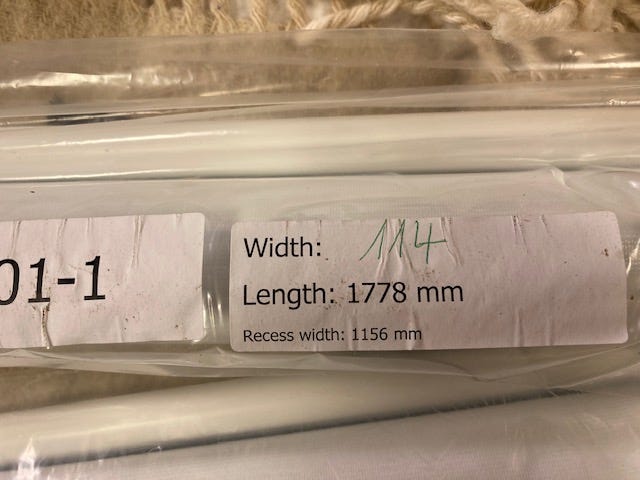 01-1
Width: 114
Length: 1778 mm
Recess width: 1156 mm